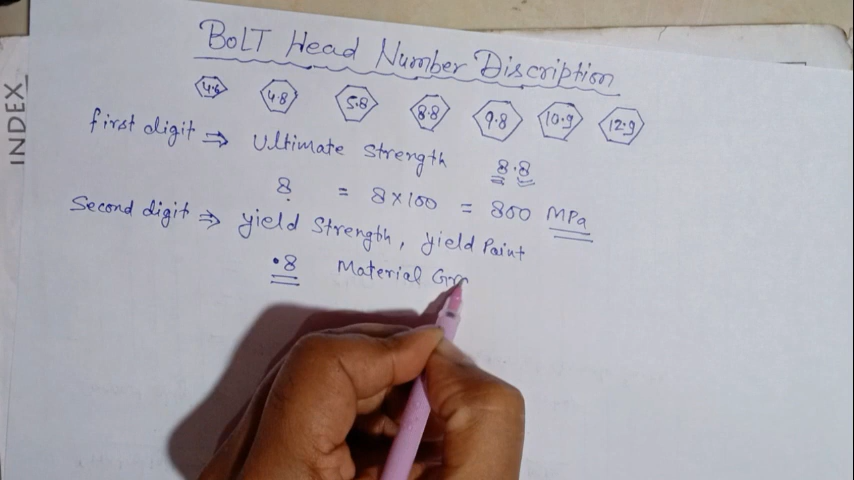 INDEX
BoLT Head Number Discription
4.6 4.8 5.8 8.8 9.8 10.9 12.9
first digit ⇒ Ultimate Strength 8.8
8 = 8×100 = 800 MPa
Second digit ⇒ yield Strength, yield Point
.8 Material Gr